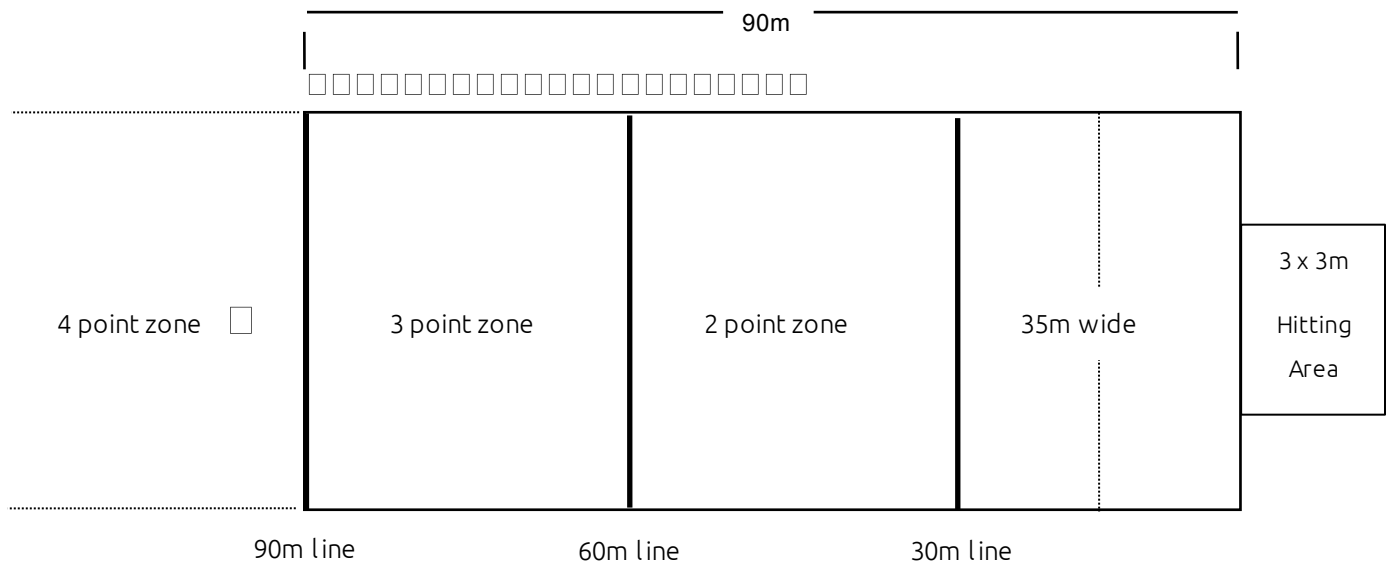 90m
4 point zone
3 point zone
2 point zone
35m wide
3 x 3m
Hitting
Area
90m line
60m line
30m line